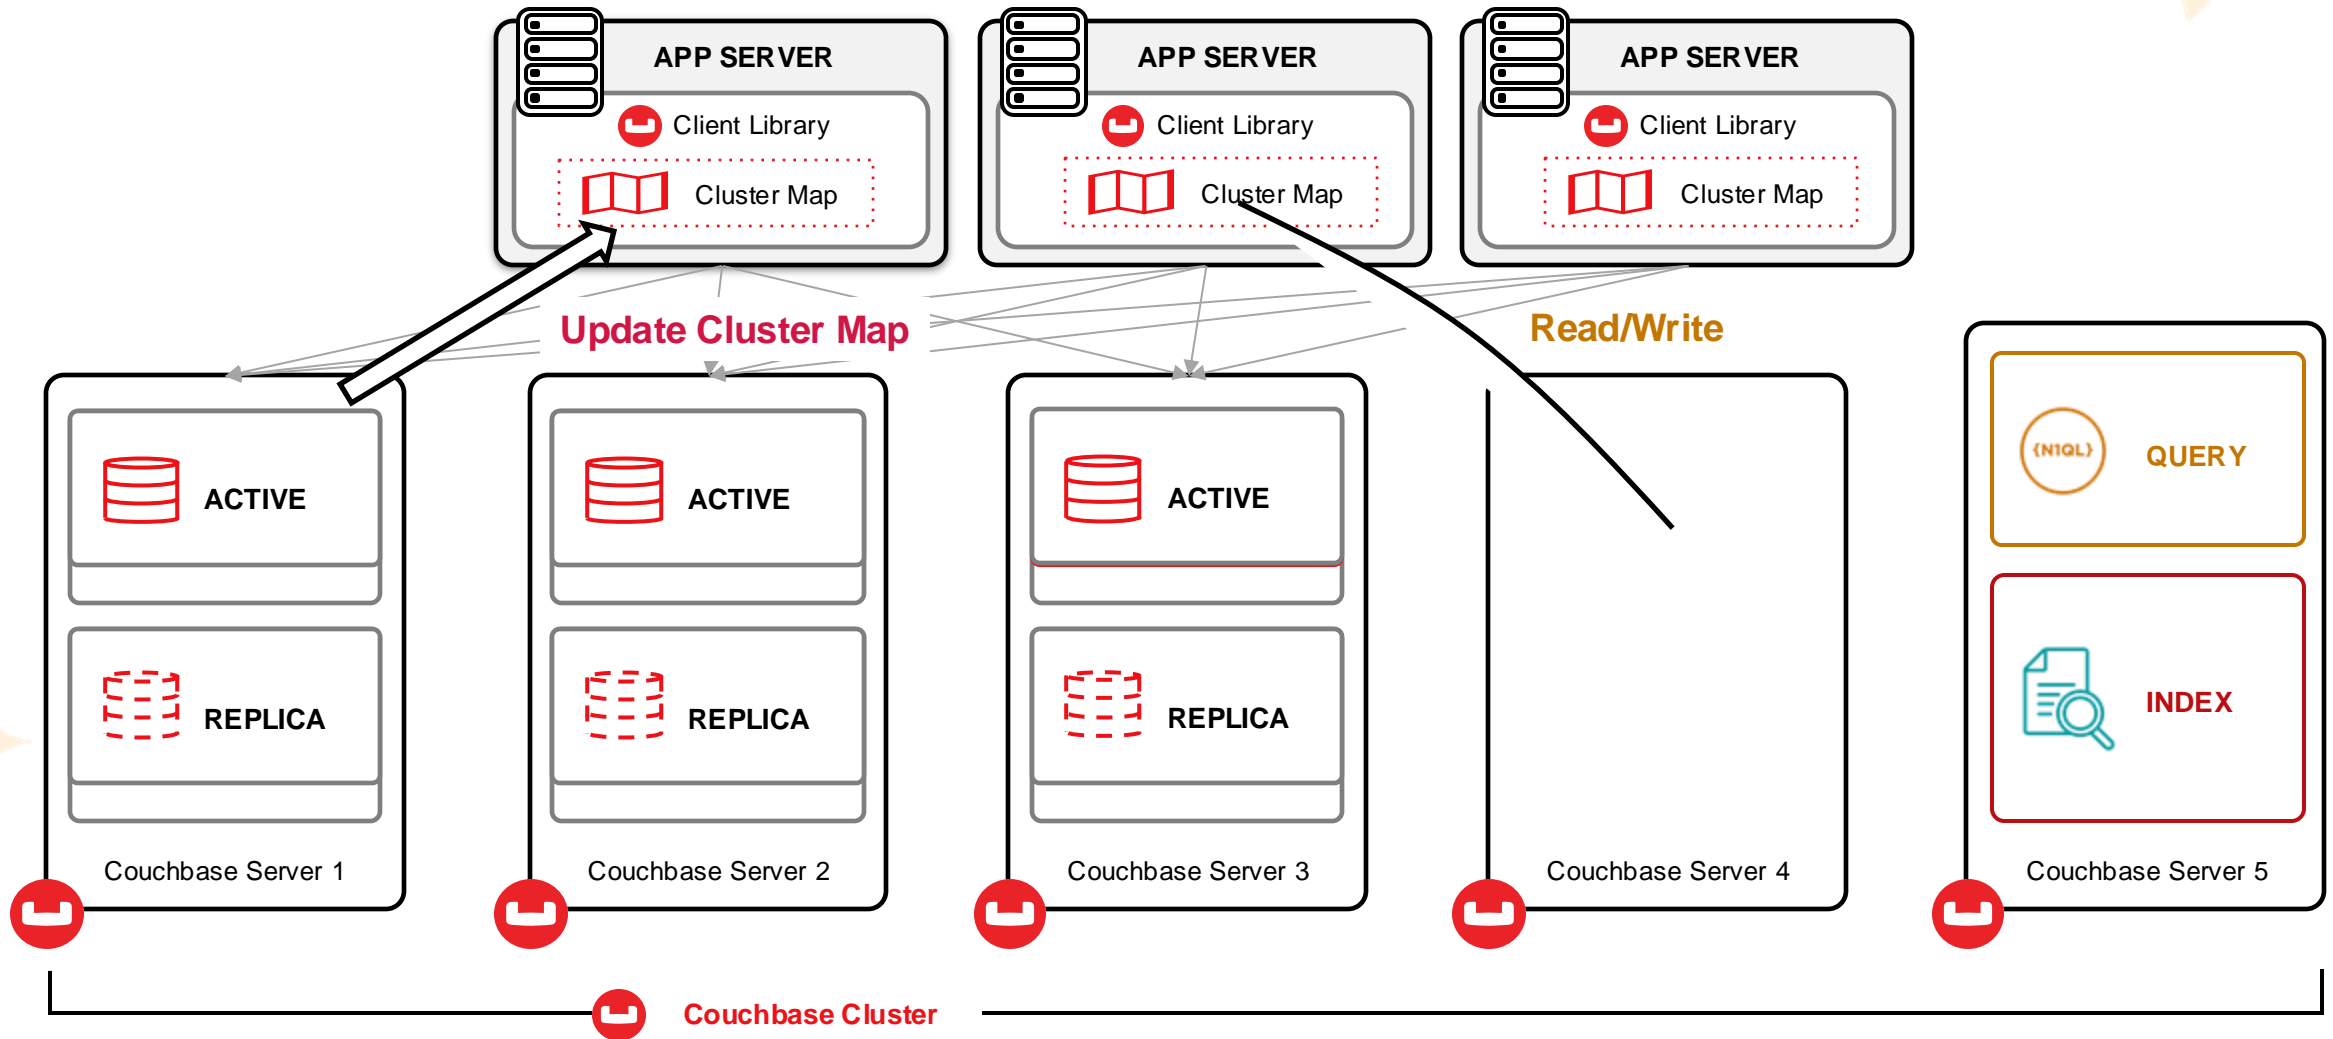 APP SERVER
Client Library
Cluster Map
APP SERVER
Client Library
Cluster Map
APP SERVER
Client Library
Cluster Map
Update Cluster Map
Read/Write
ACTIVE
REPLICA
Couchbase Server 1
ACTIVE
REPLICA
Couchbase Server 2
ACTIVE
REPLICA
Couchbase Server 3
Couchbase Server 4
{N1QL}
QUERY
INDEX
Couchbase Server 5
Couchbase Cluster